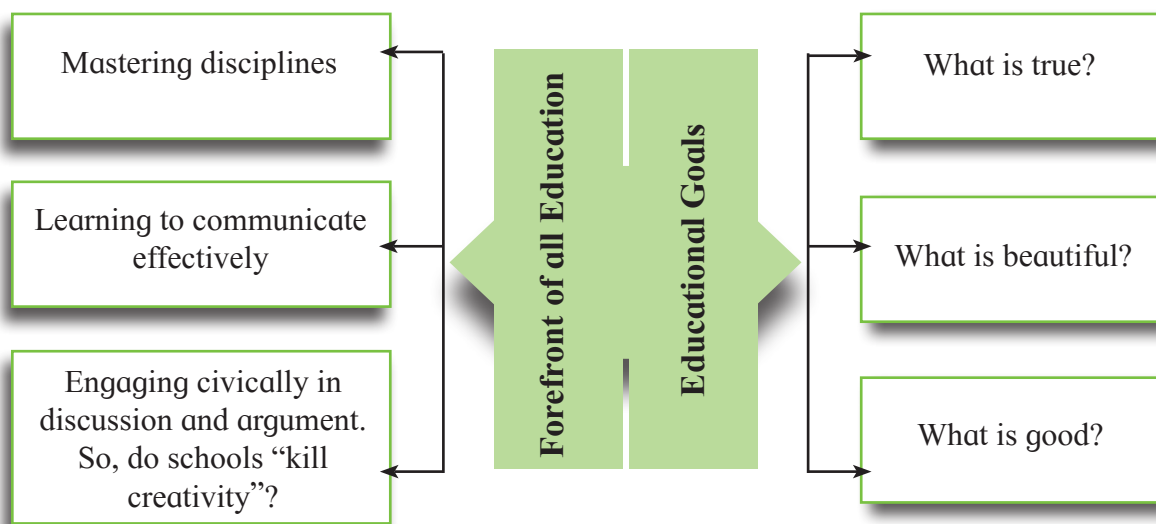 Mastering disciplines
Learning to communicate
effectively
Engaging civically in
discussion and argument.
So, do schools “kill
creativity”?
Forefront of all Education
Educational Goals
What is true?
What is beautiful?
What is good?